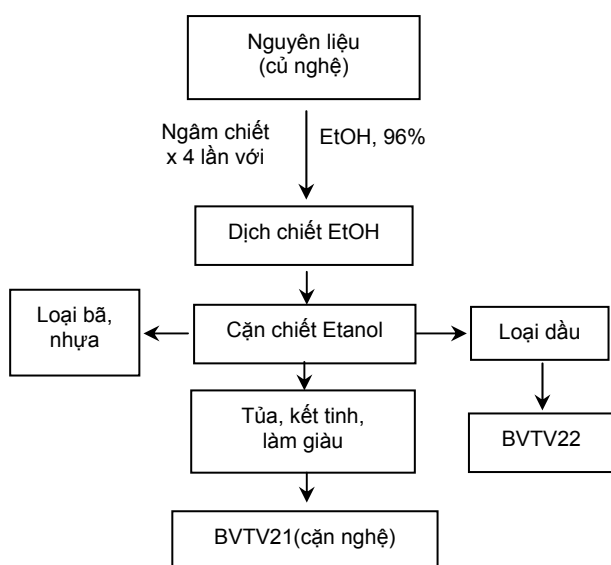 Nguyên liệu
(củ nghệ)
Ngâm chiết
x 4 lần với
EtOH, 96%
Dịch chiết EtOH
Loại bã,
nhựa
Cặn chiết Etanol
Loại dầu
Tủa, kết tinh,
làm giàu
BVTV22
BVTV21(cặn nghệ)